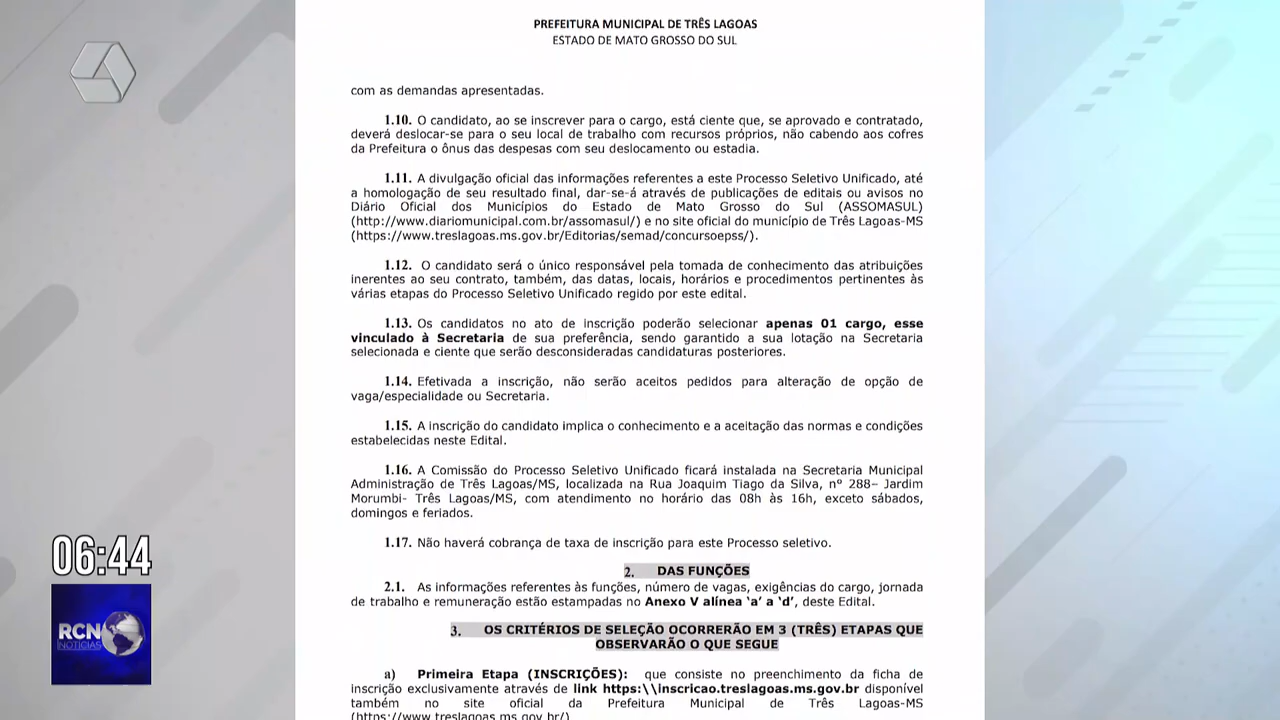 PREFEITURA MUNICIPAL DE TRÊS LAGOAS
ESTADO DE MATO GROSSO DO SUL
com as demandas apresentadas.
1.10. O candidato, ao se inscrever para o cargo, está ciente que, se aprovado e contratado,
deverá deslocar-se para o seu local de trabalho com recursos próprios, não cabendo aos cofres
da Prefeitura o ônus das despesas com seu deslocamento ou estadia.
1.11. A divulgação oficial das informações referentes a este Processo Seletivo Unificado, até
a homologação de seu resultado final, dar-se-á através de publicações de editais ou avisos no
Diário Oficial dos Municípios do Estado de Mato Grosso do Sul (ASSOMASUL)
(http://www.diariomunicipal.com.br/assomasul/) e no site oficial do município de Três Lagoas-MS
(https://www.treslagoas.ms.gov.br/Editorias/semad/concursoepss/).
1.12. O candidato será o único responsável pela tomada de conhecimento das atribuições
inerentes ao seu contrato, também, das datas, locais, horários e procedimentos pertinentes às
várias etapas do Processo Seletivo Unificado regido por este edital.
1.13. Os candidatos no ato de inscrição poderão selecionar apenas 01 cargo, esse
vinculado à Secretaria de sua preferência, sendo garantido a sua lotação na Secretaria
selecionada e ciente que serão desconsideradas candidaturas posteriores.
1.14. Efetivada a inscrição, não serão aceitos pedidos para alteração de opção de
vaga/especialidade ou Secretaria.
1.15. A inscrição do candidato implica o conhecimento e a aceitação das normas e condições
estabelecidas neste Edital.
1.16. A Comissão do Processo Seletivo Unificado ficará instalada na Secretaria Municipal
Administração de Três Lagoas/MS, localizada na Rua Joaquim Tiago da Silva, n° 288– Jardim
Morumbi- Três Lagoas/MS, com atendimento no horário das 08h às 16h, exceto sábados,
domingos e feriados.
1.17. Não haverá cobrança de taxa de inscrição para este Processo seletivo.
2. DAS FUNÇÕES
2.1. As informações referentes às funções, número de vagas, exigências do cargo, jornada
de trabalho e remuneração estão estampadas no Anexo V alínea 'a' a 'd', deste Edital.
3. OS CRITÉRIOS DE SELEÇÃO OCORRERÃO EM 3 (TRÊS) ETAPAS QUE
OBSERVARÃO O QUE SEGUE
a) Primeira Etapa (INSCRIÇÕES): que consiste no preenchimento da ficha de
inscrição exclusivamente através de link https:\\inscricao.treslagoas.ms.gov.br disponível
também no site oficial da Prefeitura Municipal de Três Lagoas-MS
(https://www.treslagoas.ms.gov.br/)
06:44
RCN
NOTÍCIAS